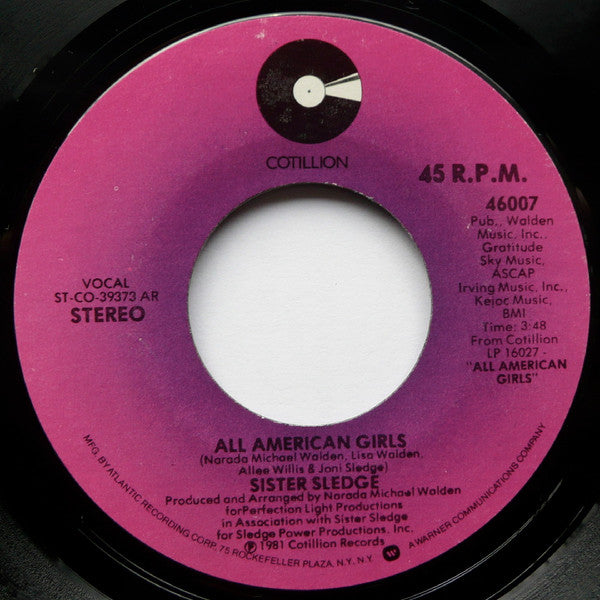 COTILLION
45 R.P.M.
46007
Pub., Walden
Music, Inc.,
Gratitude
Sky Music,
ASCAP
Irving Music, Inc.,
Kejoc Music,
BMI
Time: 3:48
From Cotillion
LP 16027 -
"ALL AMERICAN
GIRLS"
VOCAL
ST-CO-39373 AR
STEREO
ALL AMERICAN GIRLS
(Narada Michael Walden, Lisa Walden,
Allee Willis & Joni Sledge)
SISTER SLEDGE
Produced and Arranged by Narada Michael Walden
forPerfection Light Productions
in Association with Sister Sledge
for Sledge Power Productions, Inc.
℗ 1981 Cotillion Records
MFG. BY ATLANTIC RECORDING CORP. 75 ROCKEFELLER PLAZA, N.Y. N.Y. A WARNER COMMUNICATIONS COMPANY